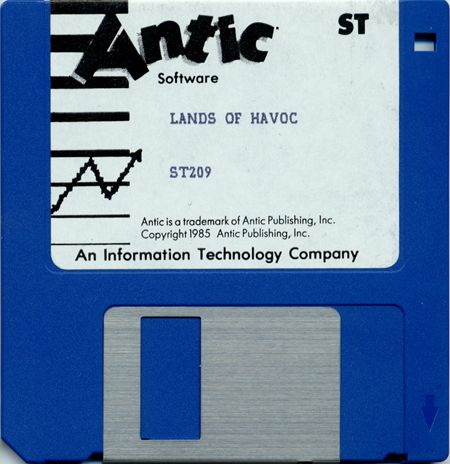 Antic ST
Software
LANDS OF HAVOC
ST209
Antic is a trademark of Antic Publishing, Inc.
Copyright 1985 Antic Publishing, Inc.
An Information Technology Company